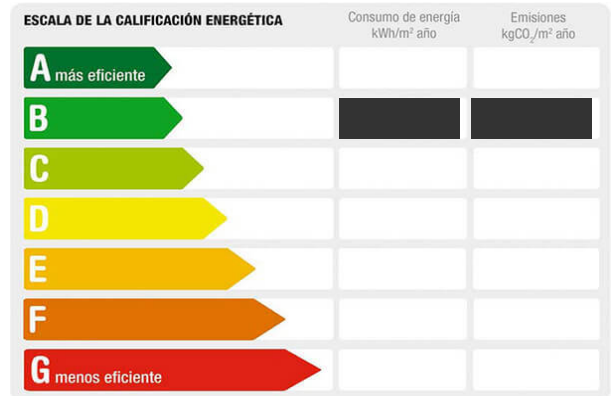 ESCALA DE LA CALIFICACIÓN ENERGÉTICA
Consumo de energía
kWh/m² año
Emisiones
kgCO₂/m² año
A más eficiente
B
C
D
E
F
G menos eficiente